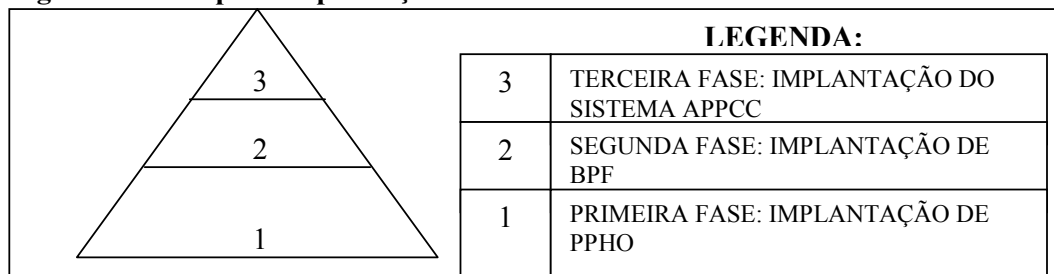 LEGENDA:
3
2
1
3 TERCEIRA FASE: IMPLANTAÇÃO DO
SISTEMA APPCC
2 SEGUNDA FASE: IMPLANTAÇÃO DE
BPF
1 PRIMEIRA FASE: IMPLANTAÇÃO DE
PPHO